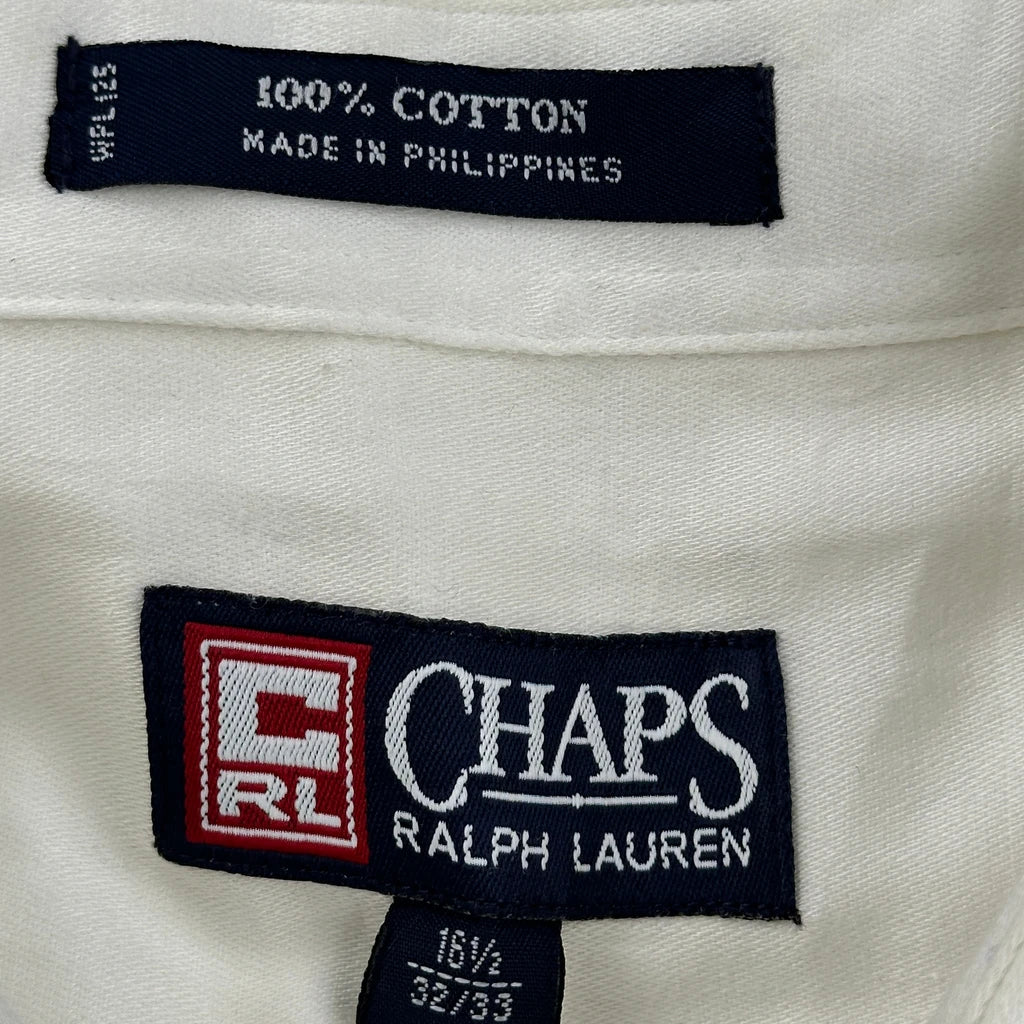 WPL125
100% COTTON
MADE IN PHILIPPINES
C
RL
CHAPS
RALPH LAUREN
16½
32/33